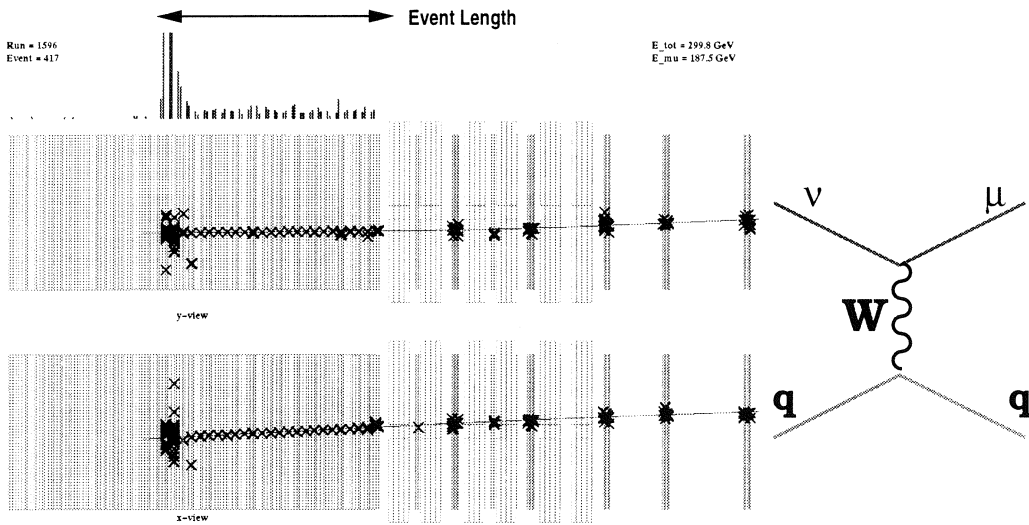 Event Length
Run = 1596
Event = 417
E_tot = 299.8 GeV
E_mu = 187.5 GeV
ν
μ
W
q
q
y-view
x-view